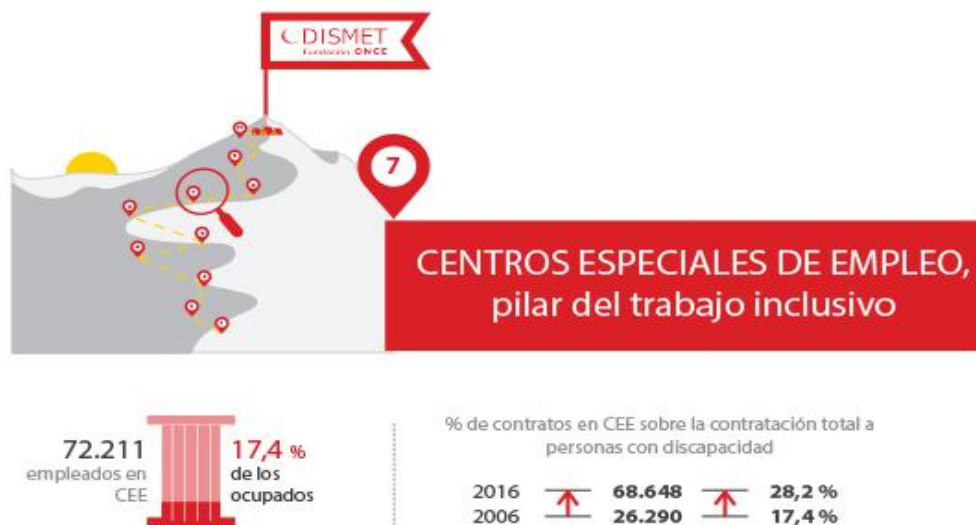 DISMET
Fundación ONCE
7
CENTROS ESPECIALES DE EMPLEO,
pilar del trabajo inclusivo
72.211
empleados en
CEE
17,4 %
de los
ocupados
% de contratos en CEE sobre la contratación total a
personas con discapacidad
2016 68.648 28,2 %
2006 26.290 17,4 %